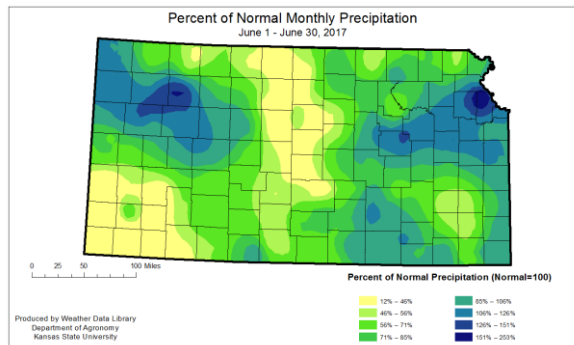 Percent of Normal Monthly Precipitation
June 1 - June 30, 2017
0 25 50 100 Miles
Produced by Weather Data Library
Department of Agronomy
Kansas State University
Percent of Normal Precipitation (Normal=100)
12% – 46%
46% – 56%
56% – 71%
71% – 85%
85% – 106%
106% – 126%
126% – 151%
151% – 253%